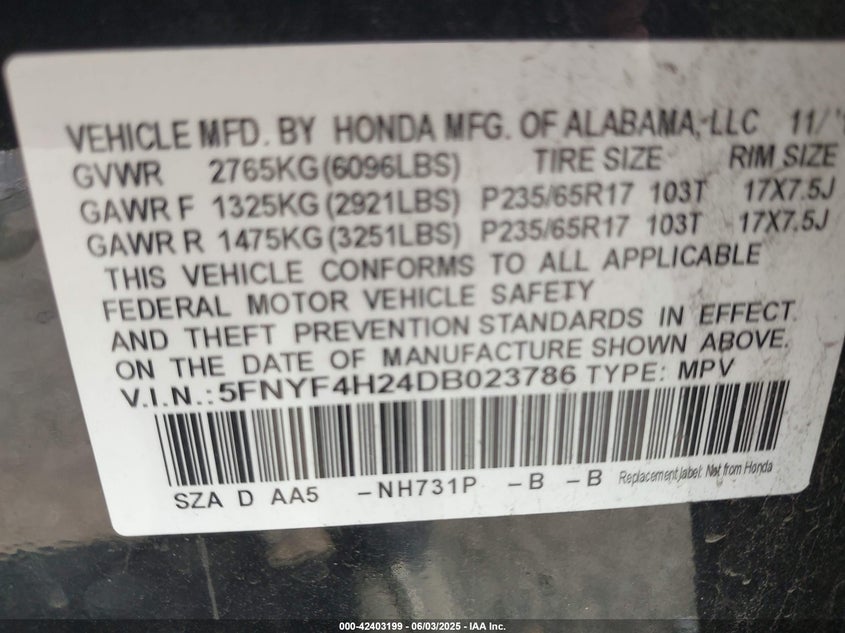 VEHICLE MFD. BY HONDA MFG. OF ALABAMA, LLC 11/
GVWR 2765KG (6096LBS) TIRE SIZE RIM SIZE
GAWR F 1325KG (2921LBS) P235/65R17 103T 17X7.5J
GAWR R 1475KG (3251LBS) P235/65R17 103T 17X7.5J
THIS VEHICLE CONFORMS TO ALL APPLICABLE
FEDERAL MOTOR VEHICLE SAFETY
AND THEFT PREVENTION STANDARDS IN EFFECT
ON THE DATE OF MANUFACTURE SHOWN ABOVE.
V.I.N.: 5FNYF4H24DB023786 TYPE: MPV
SZA D AA5 -NH731P -B -B Replacement label: Not from Honda
000-42403199 - 06/03/2025 - IAA Inc.